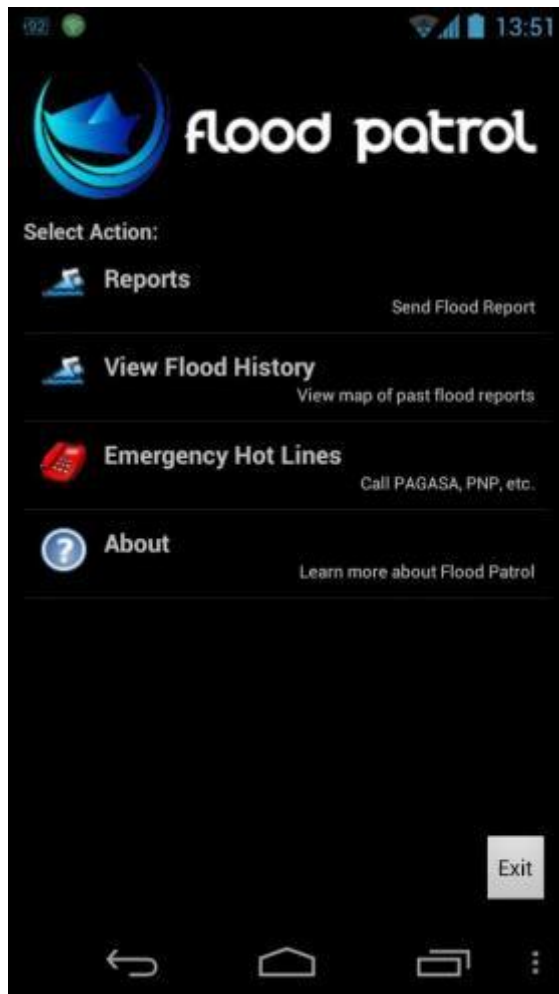 92 13:51
flood patrol
Select Action:
Reports
Send Flood Report
View Flood History
View map of past flood reports
Emergency Hot Lines
Call PAGASA, PNP, etc.
About
Learn more about Flood Patrol
Exit